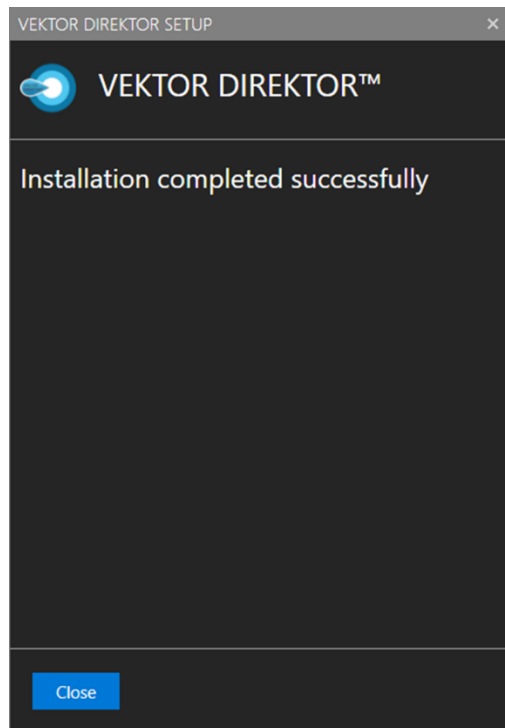 VEKTOR DIREKTOR SETUP
VEKTOR DIREKTOR™
Installation completed successfully
Close